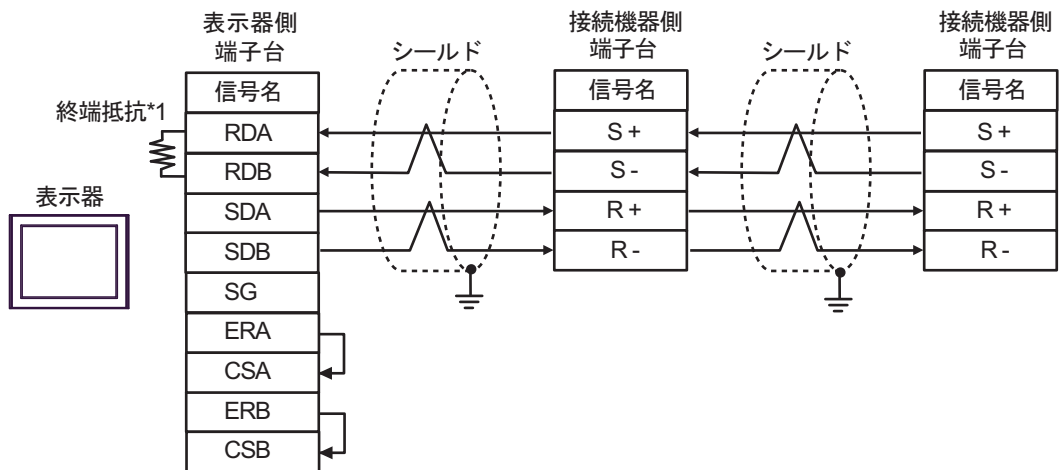 表示器側
端子台
シールド
接続機器側
端子台
シールド
接続機器側
端子台
信号名
信号名
信号名
終端抵抗*1
RDA
S +
S +
RDB
S -
S -
表示器
SDA
R +
R +
SDB
R -
R -
SG
ERA
CSA
ERB
CSB